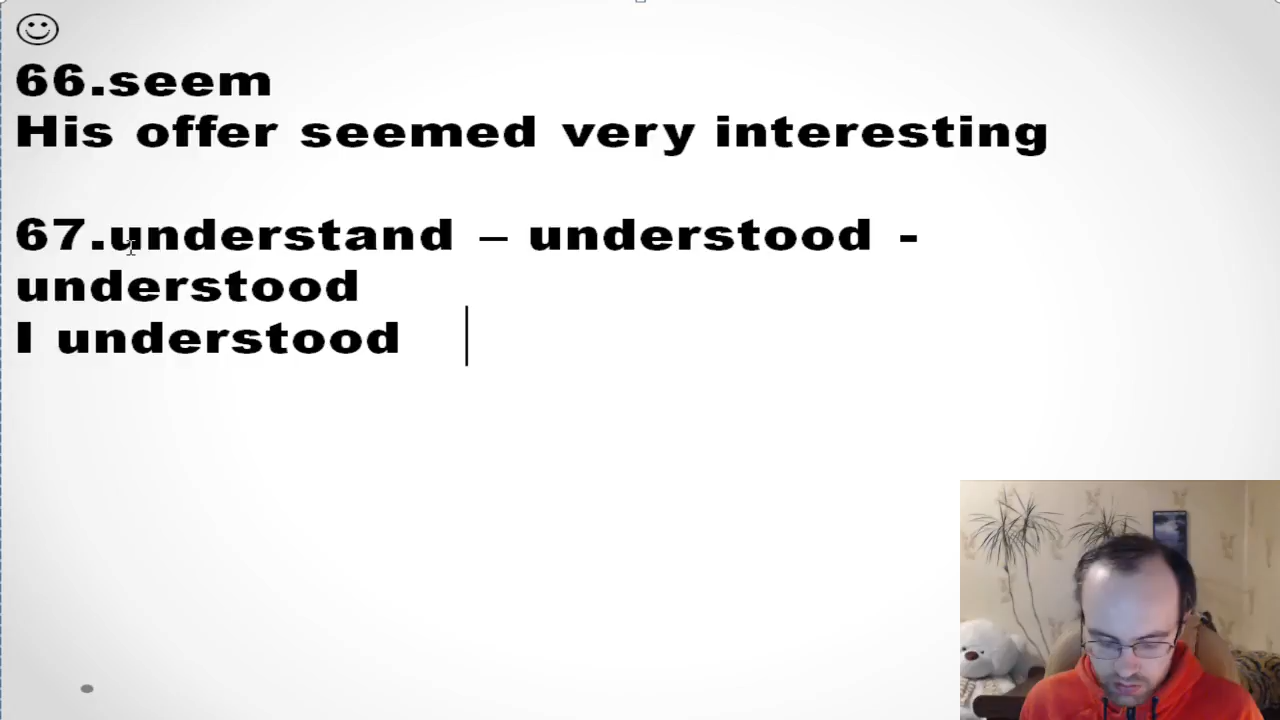 66.seem
His offer seemed very interesting
67.understand – understood -
understood
I understood